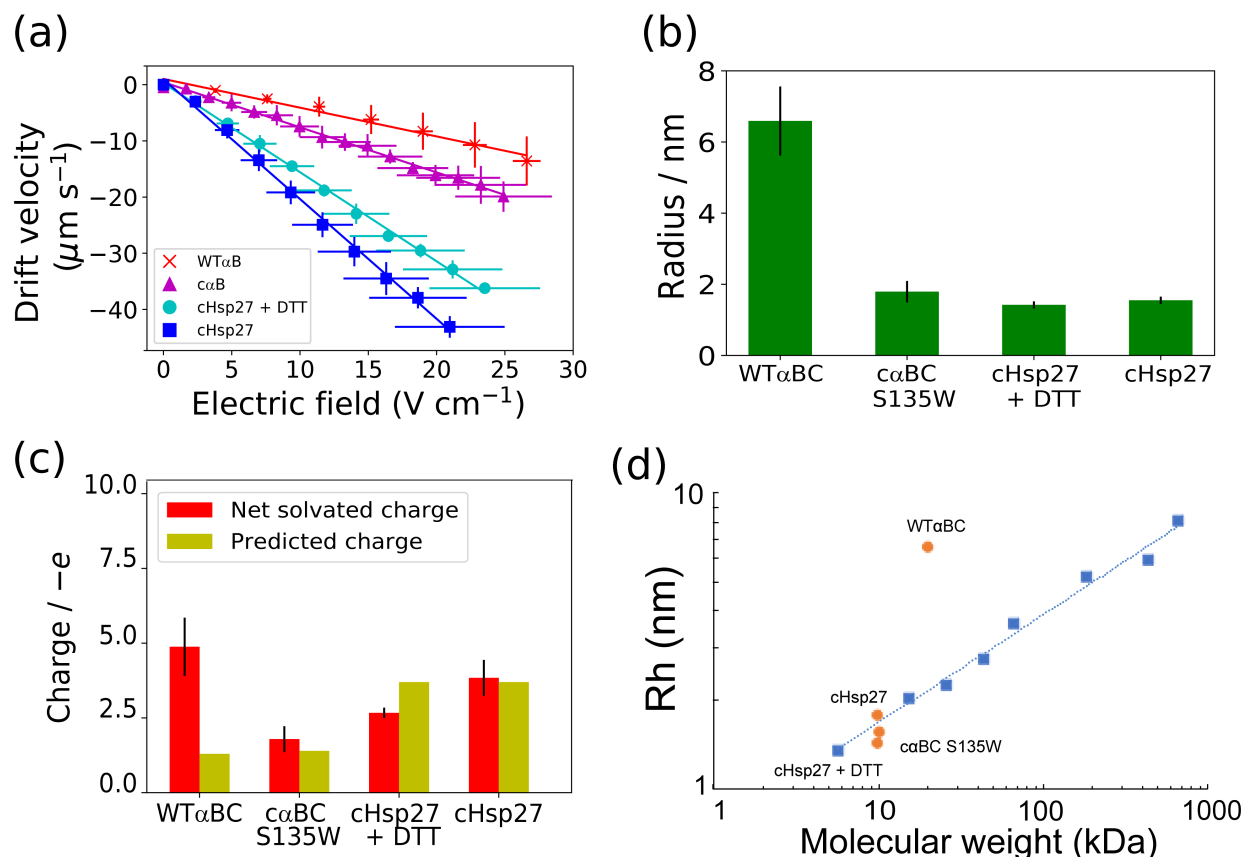 (a)
Drift velocity
(μm s⁻¹)
0
−10
−20
−30
−40
WTαB
cαB
cHsp27 + DTT
cHsp27
0
5
10
15
20
25
30
Electric field (V cm⁻¹)
(b)
Radius / nm
8
6
4
2
0
WTαBC
cαBC
S135W
cHsp27
+ DTT
cHsp27
(c)
Charge / −e
10.0
7.5
5.0
2.5
0.0
Net solvated charge
Predicted charge
WTαBC
cαBC
S135W
cHsp27
+ DTT
cHsp27
(d)
Rh (nm)
10
1
WTαBC
cHsp27
cαBC S135W
cHsp27 + DTT
1
10
100
1000
Molecular weight (kDa)